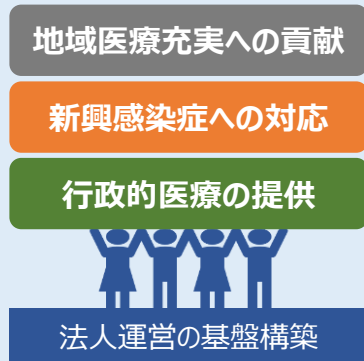 地域医療充実への貢献
新興感染症への対応
行政的医療の提供
法人運営の基盤構築